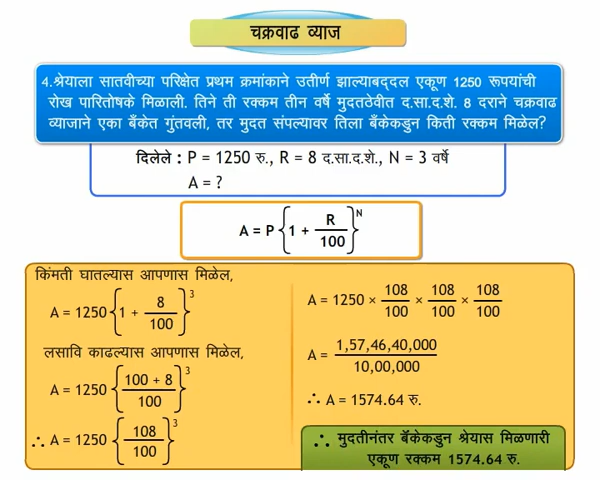 चक्रवाढ व्याज
4.श्रेयाला सातवीच्या परिक्षेत प्रथम क्रमांकाने उतीर्ण झाल्याबद्दल एकूण 1250 रूपयांची
रोख पारितोषके मिळाली. तिने ती रक्कम तीन वर्षे मुदतठेवीत द.सा.द.शे. 8 दराने चक्रवाढ
व्याजाने एका बँकेत गुंतवली, तर मुदत संपल्यावर तिला बँकेकडुन किती रक्कम मिळेल?
दिलेले : P = 1250 रु., R = 8 द.सा.द.शे., N = 3 वर्षे
A = ?
A = P {1 + R/100}^N
किंमती घातल्यास आपणास मिळेल,
A = 1250 {1 + 8/100}^3
लसावि काढल्यास आपणास मिळेल,
A = 1250 {100 + 8/100}^3
∴ A = 1250 {108/100}^3
A = 1250 × 108/100 × 108/100 × 108/100
A = 1,57,46,40,000/10,00,000
∴ A = 1574.64 रु.
∴ मुदतीनंतर बँकेकडुन श्रेयास मिळणारी
एकूण रक्कम 1574.64 रु.